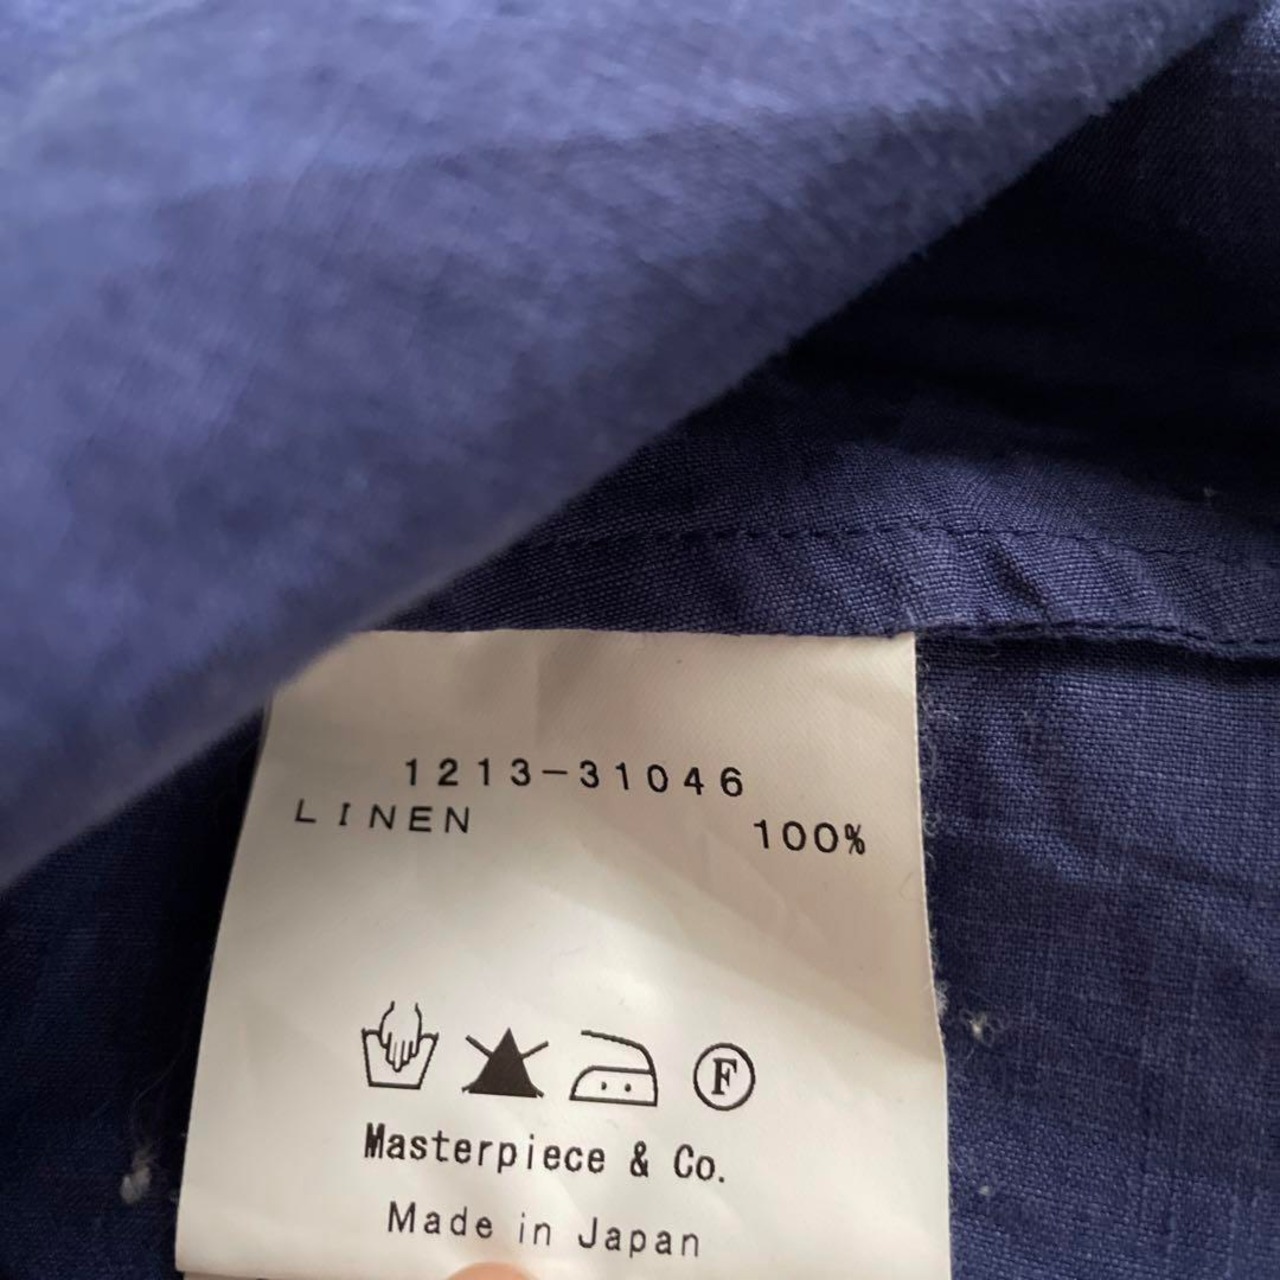 1213-31046
LINEN 100%
F
Masterpiece & Co.
Made in Japan